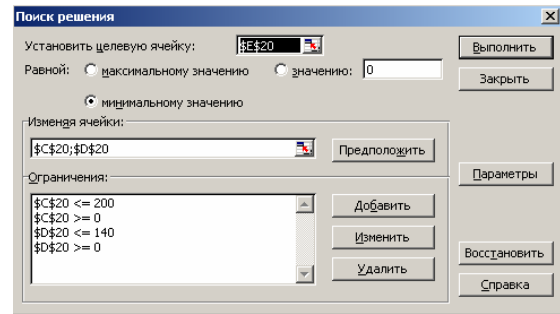 Поиск решения
Установить целевую ячейку: $E$20
Выполнить
Равной: максимальному значению значению: 0
Закрыть
минимальному значению
Изменяя ячейки:
$C$20;$D$20
Предположить
Ограничения:
Параметры
$C$20 <= 200
$C$20 >= 0
$D$20 <= 140
$D$20 >= 0
Добавить
Изменить
Удалить
Восстановить
Справка